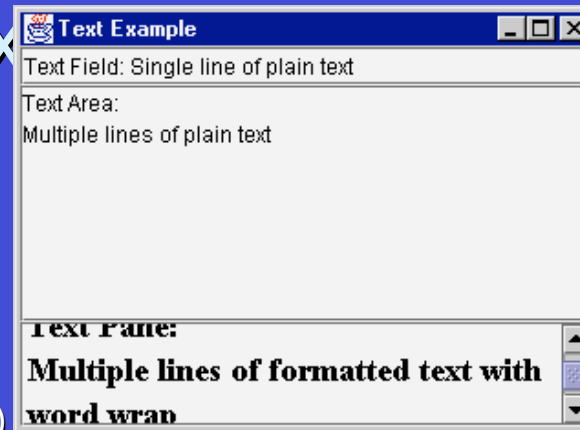 Text Example
Text Field: Single line of plain text
Text Area:
Multiple lines of plain text
Text Pane:
Multiple lines of formatted text with
word wrap